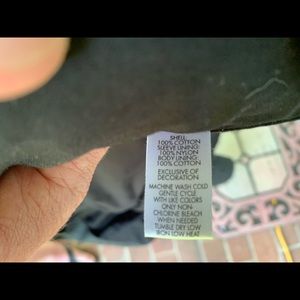 SHELL:
100% COTTON
SLEEVE LINING:
100% NYLON
BODY LINING:
100% COTTON
EXCLUSIVE OF
DECORATION
MACHINE WASH COLD
GENTLE CYCLE
WITH LIKE COLORS
ONLY NON-
CHLORINE BLEACH
WHEN NEEDED
TUMBLE DRY LOW
IRON LOW HEAT